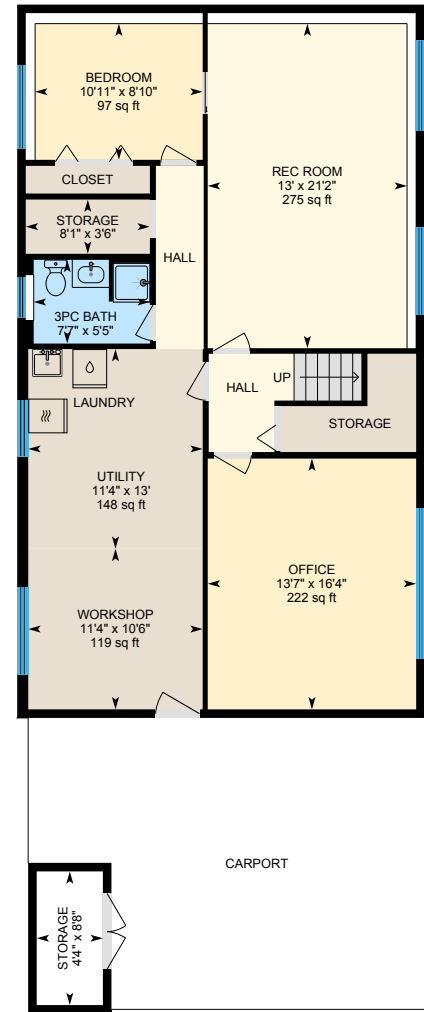 BEDROOM
10'11" x 8'10"
97 sq ft
REC ROOM
13' x 21'2"
275 sq ft
CLOSET
STORAGE
8'1" x 3'6"
HALL
3PC BATH
7'7" x 5'5"
HALL
UP
LAUNDRY
STORAGE
UTILITY
11'4" x 13'
148 sq ft
OFFICE
13'7" x 16'4"
222 sq ft
WORKSHOP
11'4" x 10'6"
119 sq ft
CARPORT
STORAGE
4'4" x 8'8"